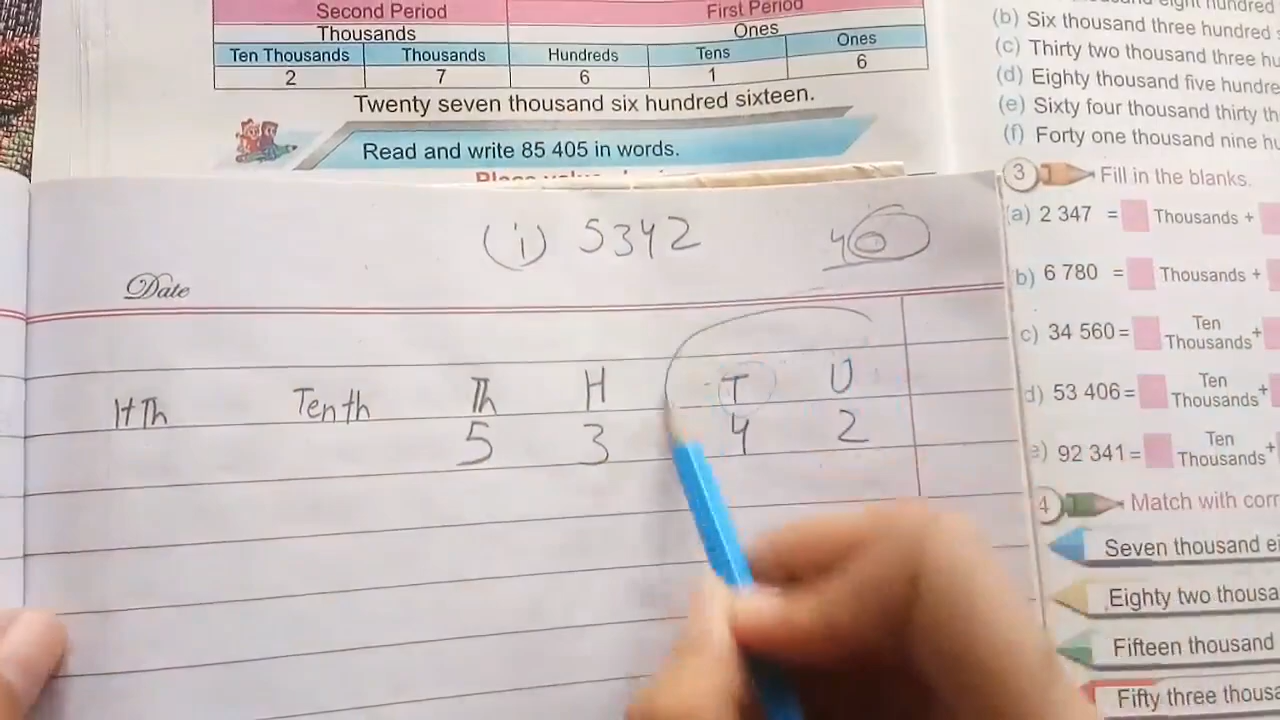 Second Period First Period
Thousands Ones
Ten Thousands Thousands Hundreds Tens Ones
2 7 6 1 6
Twenty seven thousand six hundred sixteen.
Read and write 85 405 in words.
(i) 5342 40
Date
HTh Tenth Th H T U
5 3 4 2
hundred
(b) Six thousand three hundred
(c) Thirty two thousand three
(d) Eighty thousand five hundre
(e) Sixty four thousand thirty
(f) Forty one thousand nine
3 Fill in the blanks.
(a) 2 347 = Thousands +
b) 6 780 = Thousands +
c) 34 560 = Ten Thousands +
d) 53 406 = Ten Thousands +
e) 92 341 = Ten Thousands +
4 Match with corr
Seven thousand ei
Eighty two thousa
Fifteen thousand
Fifty three thousa